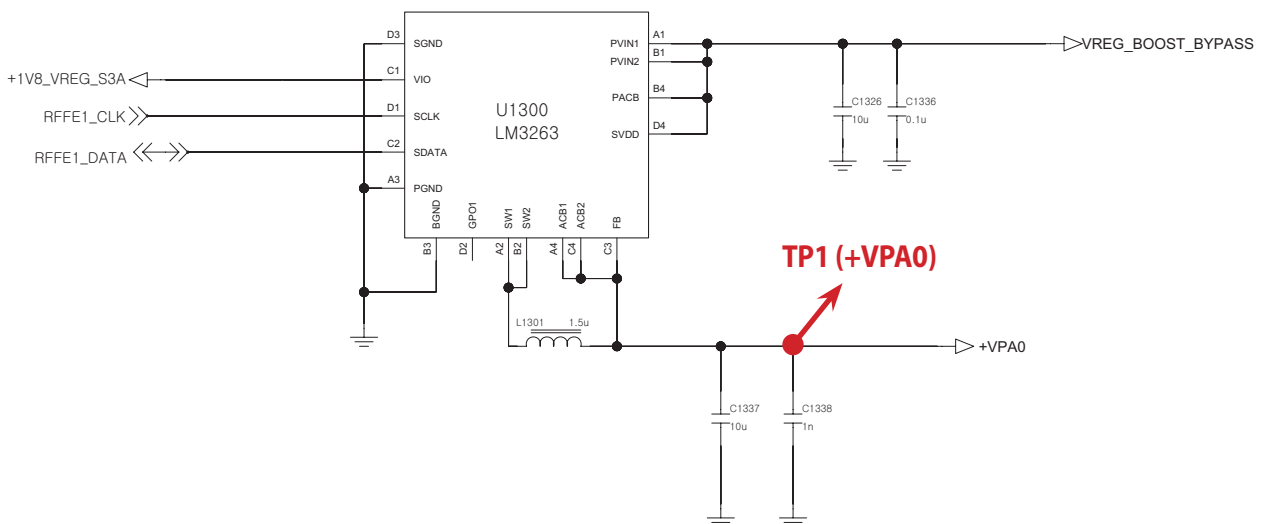 D3
SGND
PVIN1
A1
VREG_BOOST_BYPASS
PVIN2
B1
+1V8_VREG_S3A
C1
VIO
PACB
B4
C1326
C1336
10u
0.1u
U1300
LM3263
RFFE1_CLK
D1
SCLK
SVDD
D4
RFFE1_DATA
C2
SDATA
A3
PGND
BGND
GPO1
SW1
SW2
ACB1
ACB2
FB
B3
D2
A2
B2
A4
C4
C3
TP1 (+VPA0)
L1301
1.5u
+VPA0
C1337
C1338
10u
1n